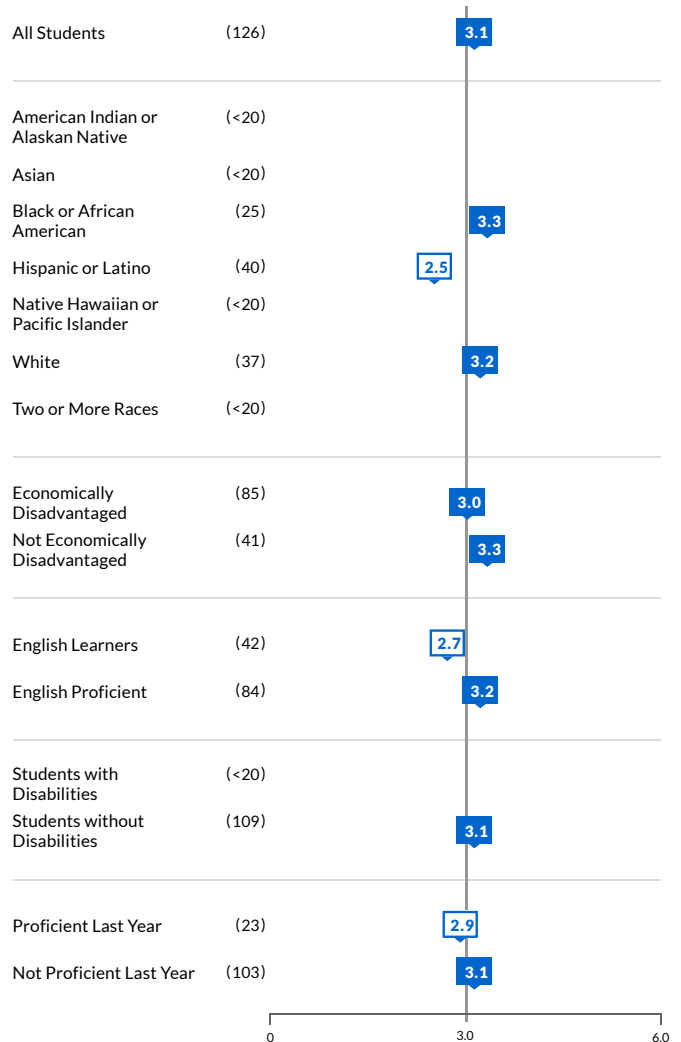 All Students (126) 3.1
American Indian or
Alaskan Native (<20)
Asian (<20)
Black or African
American (25) 3.3
Hispanic or Latino (40) 2.5
Native Hawaiian or
Pacific Islander (<20)
White (37) 3.2
Two or More Races (<20)
Economically
Disadvantaged (85) 3.0
Not Economically
Disadvantaged (41) 3.3
English Learners (42) 2.7
English Proficient (84) 3.2
Students with
Disabilities (<20)
Students without
Disabilities (109) 3.1
Proficient Last Year (23) 2.9
Not Proficient Last Year (103) 3.1
0 3.0 6.0